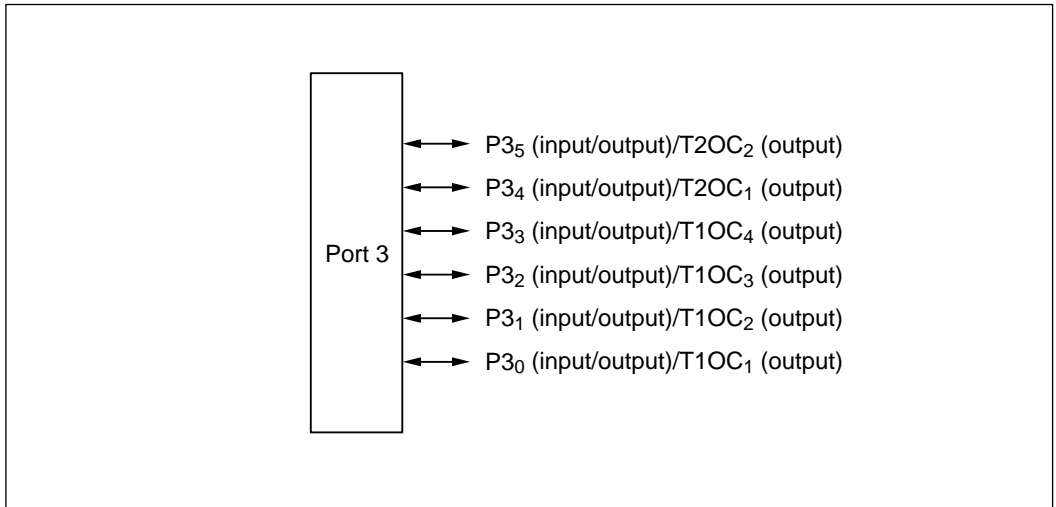 P3₅ (input/output)/T2OC₂ (output)
P3₄ (input/output)/T2OC₁ (output)
P3₃ (input/output)/T1OC₄ (output)
Port 3
P3₂ (input/output)/T1OC₃ (output)
P3₁ (input/output)/T1OC₂ (output)
P3₀ (input/output)/T1OC₁ (output)